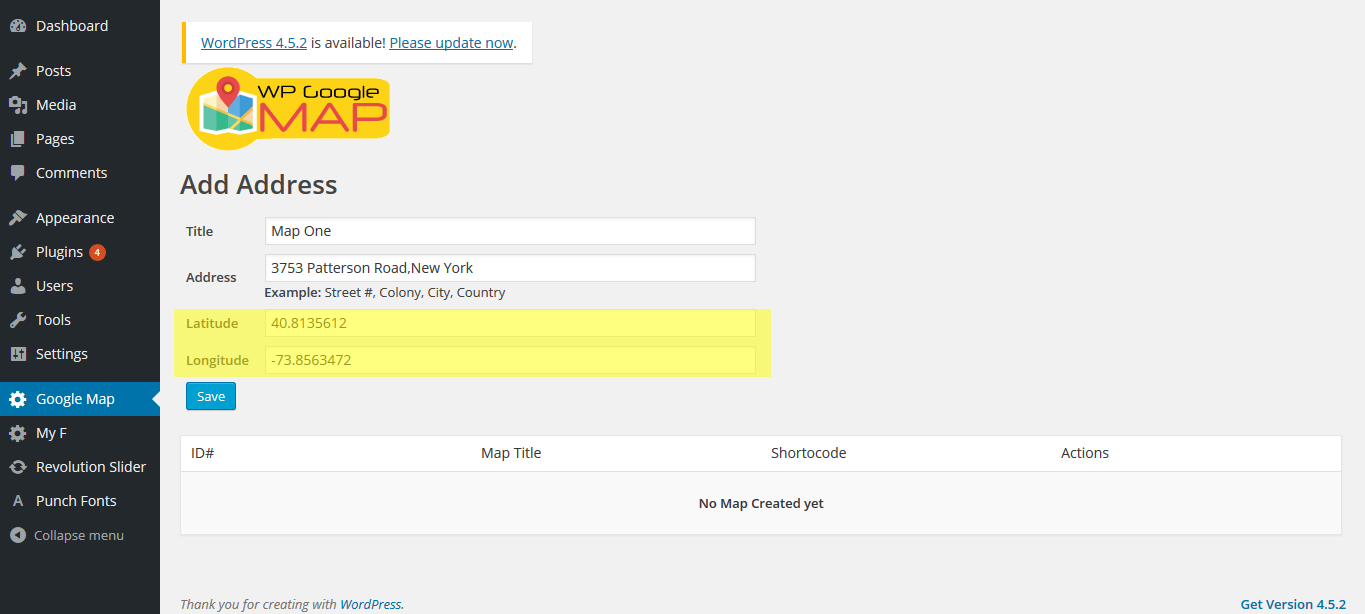 Dashboard
Posts
Media
Pages
Comments
Appearance
Plugins 4
Users
Tools
Settings
Google Map
My F
Revolution Slider
A Punch Fonts
Collapse menu
WordPress 4.5.2 is available! Please update now.
WP Google
MAP
Add Address
Title Map One
Address 3753 Patterson Road,New York
Example: Street #, Colony, City, Country
Latitude 40.8135612
Longitude -73.8563472
Save
ID# Map Title Shortocode Actions
No Map Created yet
Thank you for creating with WordPress. Get Version 4.5.2